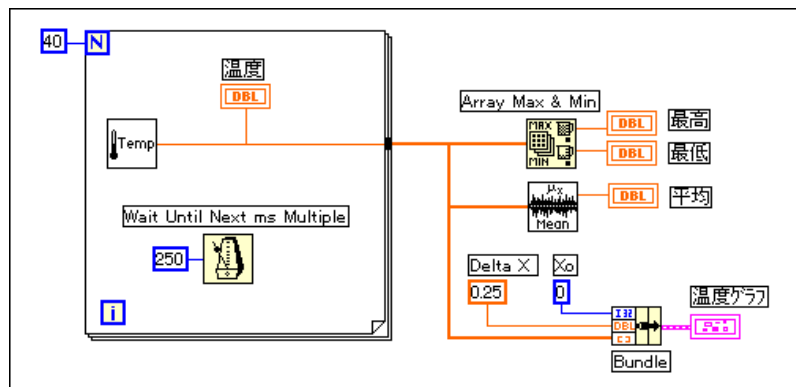 40
N
温度
DBL
Temp
Wait Until Next ms Multiple
250
i
Array Max & Min
MAX
MIN
DBL
最高
DBL
最低
μx
Mean
DBL
平均
Delta X
Xo
0.25
0
I32
DBL
[ ]
Bundle
温度グラフ